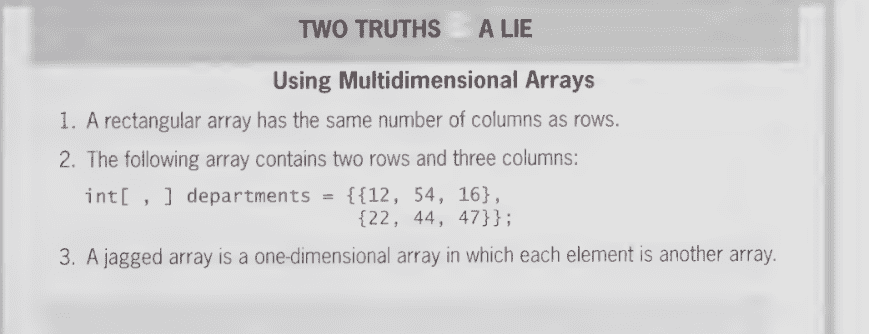 TWO TRUTHS A LIE
Using Multidimensional Arrays
1. A rectangular array has the same number of columns as rows.
2. The following array contains two rows and three columns:
int[ , ] departments = {{12, 54, 16},
{22, 44, 47}};
3. A jagged array is a one-dimensional array in which each element is another array.